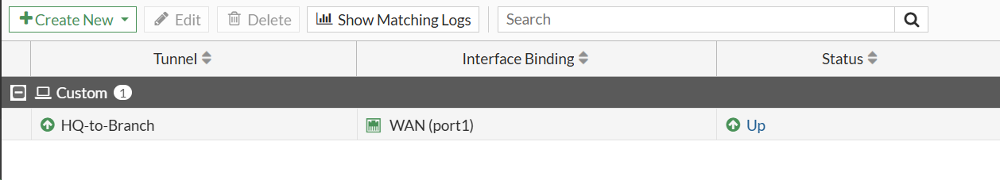 Create New Edit Delete Show Matching Logs Search
Tunnel Interface Binding Status
Custom 1
HQ-to-Branch WAN (port1) Up